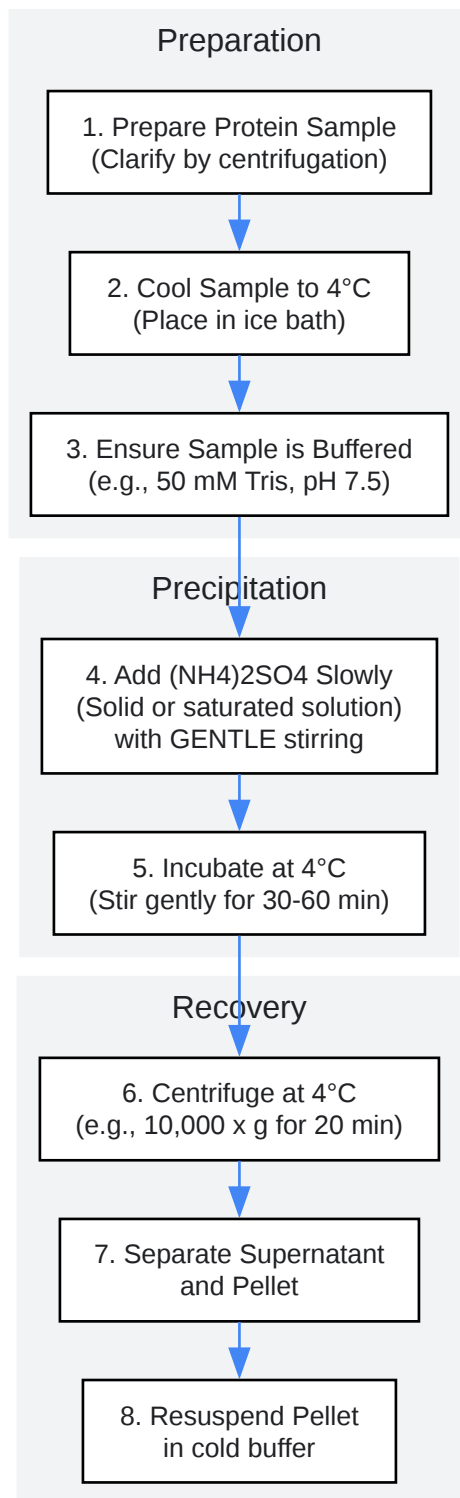 Preparation
1. Prepare Protein Sample
(Clarify by centrifugation)
2. Cool Sample to 4°C
(Place in ice bath)
3. Ensure Sample is Buffered
(e.g., 50 mM Tris, pH 7.5)
Precipitation
4. Add (NH4)2SO4 Slowly
(Solid or saturated solution)
with GENTLE stirring
5. Incubate at 4°C
(Stir gently for 30-60 min)
Recovery
6. Centrifuge at 4°C
(e.g., 10,000 x g for 20 min)
7. Separate Supernatant
and Pellet
8. Resuspend Pellet
in cold buffer